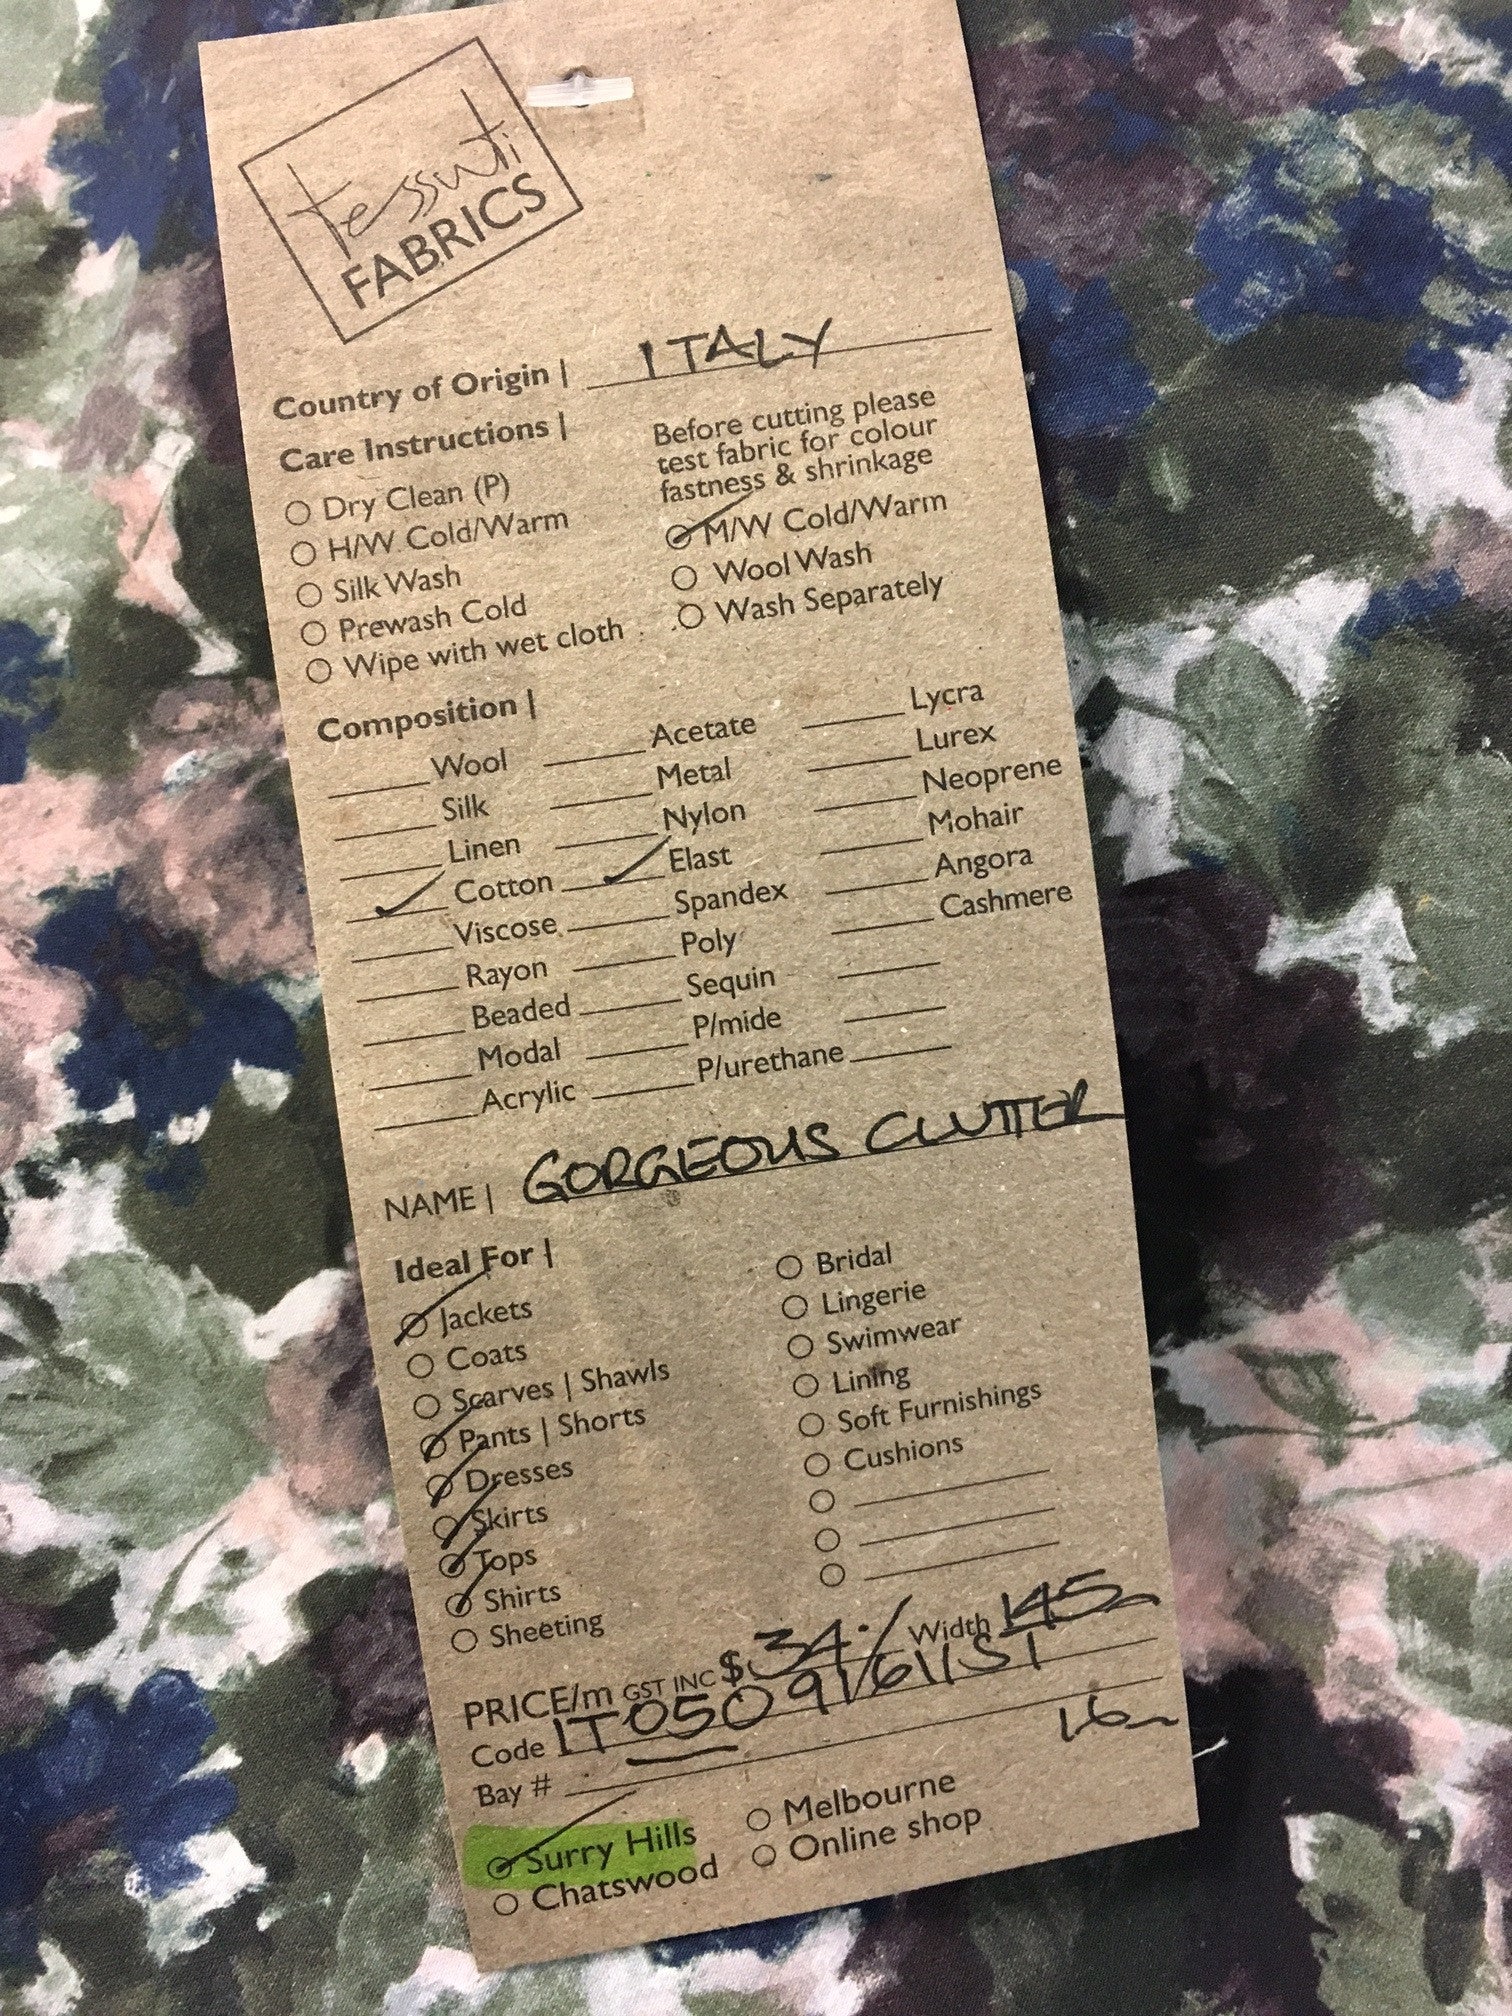 tessuti
FABRICS
Country of Origin | ITALY
Care Instructions |
Before cutting please
test fabric for colour
fastness & shrinkage
Dry Clean (P)
H/W Cold/Warm
Silk Wash
Prewash Cold
Wipe with wet cloth
M/W Cold/Warm
Wool Wash
Wash Separately
Composition |
Wool
Silk
Linen
Cotton
Viscose
Rayon
Beaded
Modal
Acrylic
Acetate
Metal
Nylon
Elast
Spandex
Poly
Sequin
P/mide
P/urethane
Lycra
Lurex
Neoprene
Mohair
Angora
Cashmere
NAME | GORGEOUS CLUTTER
Ideal For |
Jackets
Coats
Scarves | Shawls
Pants | Shorts
Dresses
Skirts
Tops
Shirts
Sheeting
Bridal
Lingerie
Swimwear
Lining
Soft Furnishings
Cushions
PRICE/m GST INC $ 34 Width 145
Code
Bay #
Surry Hills
Chatswood
Melbourne
Online shop